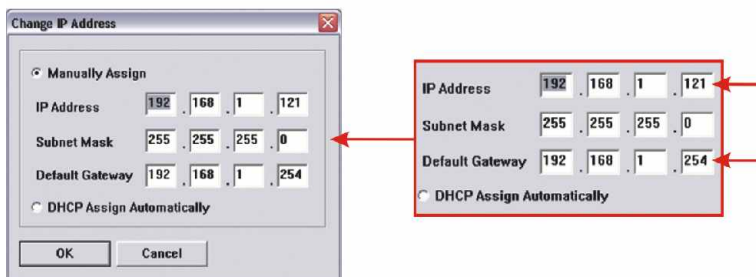 Change IP Address
Manually Assign
IP Address 192 . 168 . 1 . 121
Subnet Mask 255 . 255 . 255 . 0
Default Gateway 192 . 168 . 1 . 254
DHCP Assign Automatically
OK Cancel
IP Address 192 . 168 . 1 . 121
Subnet Mask 255 . 255 . 255 . 0
Default Gateway 192 . 168 . 1 . 254
DHCP Assign Automatically